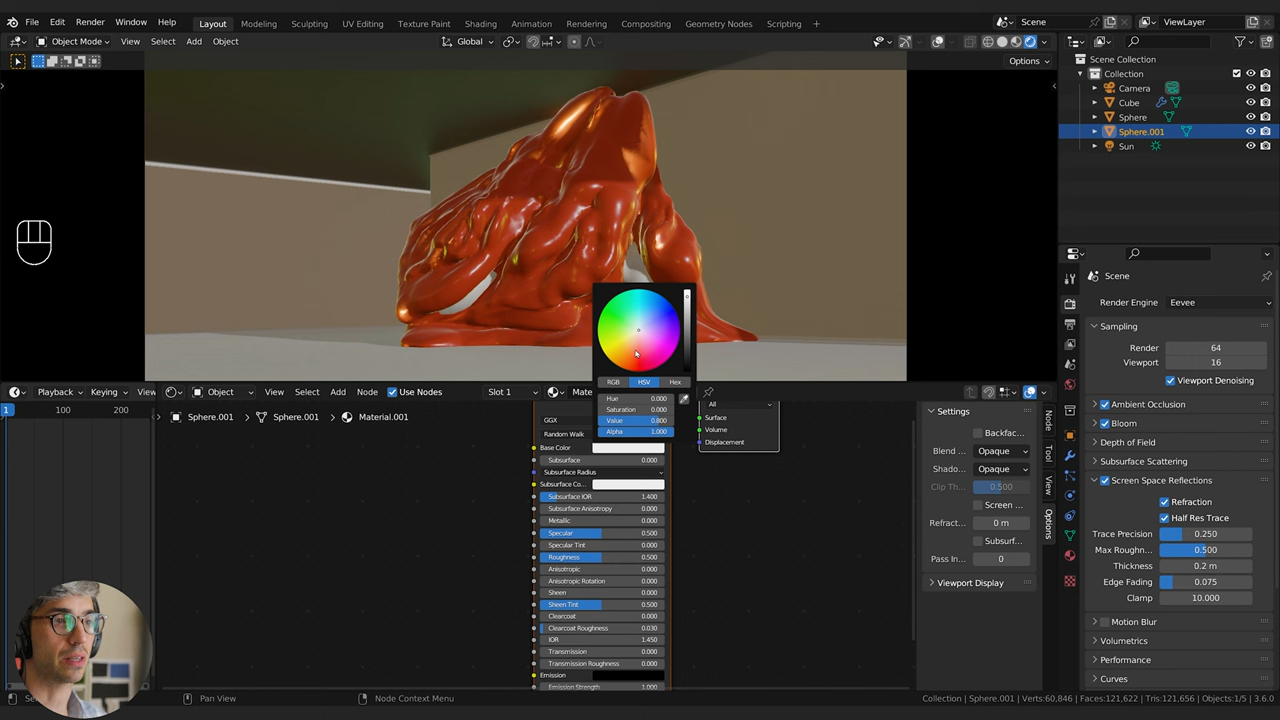 File Edit Render Window Help Layout Modeling Sculpting UV Editing Texture Paint Shading Animation Rendering Compositing Geometry Nodes Scripting + Scene ViewLayer
Object Mode View Select Add Object Global
Options
Scene Collection
Collection
Camera
Cube
Sphere
Sphere.001
Sun
Scene
Render Engine Eevee
Sampling
Render 64
Viewport 16
Viewport Denoising
Ambient Occlusion
Bloom
Depth of Field
Subsurface Scattering
Screen Space Reflections
Refraction
Half Res Trace
Trace Precision 0.250
Max Roughn... 0.500
Thickness 0.2 m
Edge Fading 0.075
Clamp 10.000
Motion Blur
Volumetrics
Performance
Curves
RGB HSV Hex
Hue 0.000
Saturation 0.000
Value 0.800
Alpha 1.000
Playback Keying View Object View Select Add Node Use Nodes Slot 1 Mate
1 100 200
Sphere.001 Sphere.001 Material.001
GGX
Random Walk
Base Color
Subsurface 0.000
Subsurface Radius
Subsurface Co...
Subsurface IOR 1.400
Subsurface Anisotropy 0.000
Metallic 0.000
Specular 0.500
Specular Tint 0.000
Roughness 0.500
Anisotropic 0.000
Anisotropic Rotation 0.000
Sheen 0.000
Sheen Tint 0.500
Clearcoat 0.000
Clearcoat Roughness 0.030
IOR 1.450
Transmission 0.000
Transmission Roughness 0.000
Emission
Emission Strength 1.000
All
Surface
Volume
Displacement
Settings
Backfac...
Blend ... Opaque
Shado... Opaque
Clip Th... 0.500
Screen ...
Refract... 0 m
Subsurf...
Pass In... 0
Viewport Display
Node
Tool
View
Options
Pan View
Node Context Menu
Collection | Sphere.001 | Verts:60,846 | Faces:121,622 | Tris:121,656 | Objects:1/5 | 3.6.0